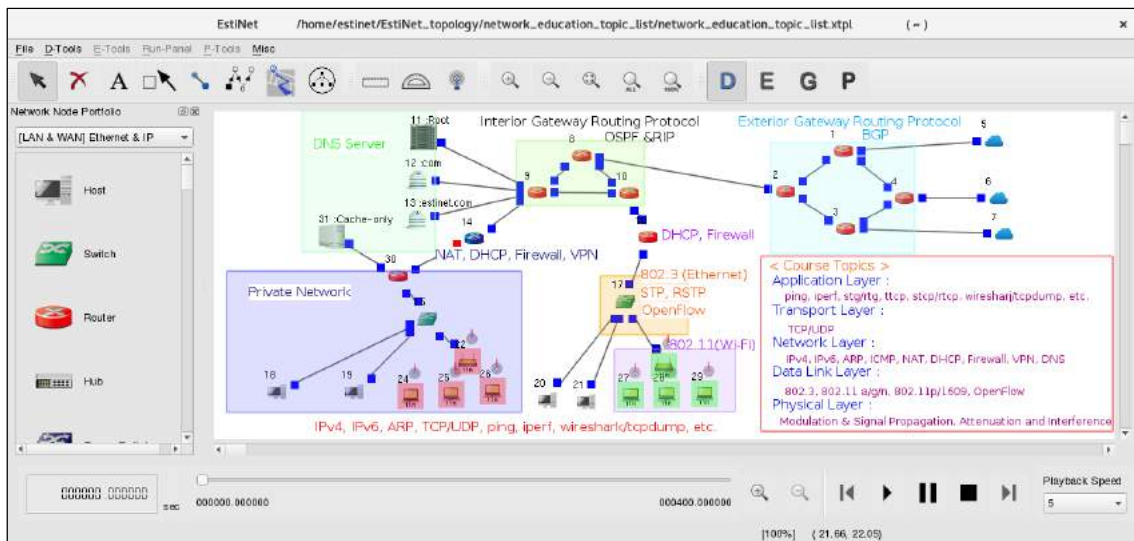 EstiNet /home/estinet/EstiNet_topology/network_education_topic_list/network_education_topic_list.xtpl (~)
File D-Tools E-Tools Run-Panel P-Tools Misc
A
D E G P
Network Node Portfolio
[LAN & WAN] Ethernet & IP
Host
Switch
Router
Hub
DNS Server
11 :Root
12 :com
13 :estinet.com
31 :Cache-only
14
30
Interior Gateway Routing Protocol
OSPF &RIP
8
9
10
Exterior Gateway Routing Protocol
BGP
1
2
3
4
5
6
7
NAT, DHCP, Firewall, VPN
DHCP, Firewall
Private Network
18
19
22
24
25
26
17
802.3 (Ethernet)
STP, RSTP
OpenFlow
802.11(Wi-Fi)
20
21
27
28
29
IPv4, IPv6, ARP, TCP/UDP, ping, iperf, wireshark/tcpdump, etc.
< Course Topics >
Application Layer :
ping, iperf, stg/rtg, ttcp, stcp/rtcp, wireshark/tcpdump, etc.
Transport Layer :
TCP/UDP
Network Layer :
IPv4, IPv6, ARP, ICMP, NAT, DHCP, Firewall, VPN, DNS
Data Link Layer :
802.3, 802.11 a/g/n, 802.11p/1609, OpenFlow
Physical Layer :
Modulation & Signal Propagation, Attenuation and Interference
000000.000000 sec
000000.000000
000400.000000
Playback Speed
5
[100%] ( 21.66, 22.05)